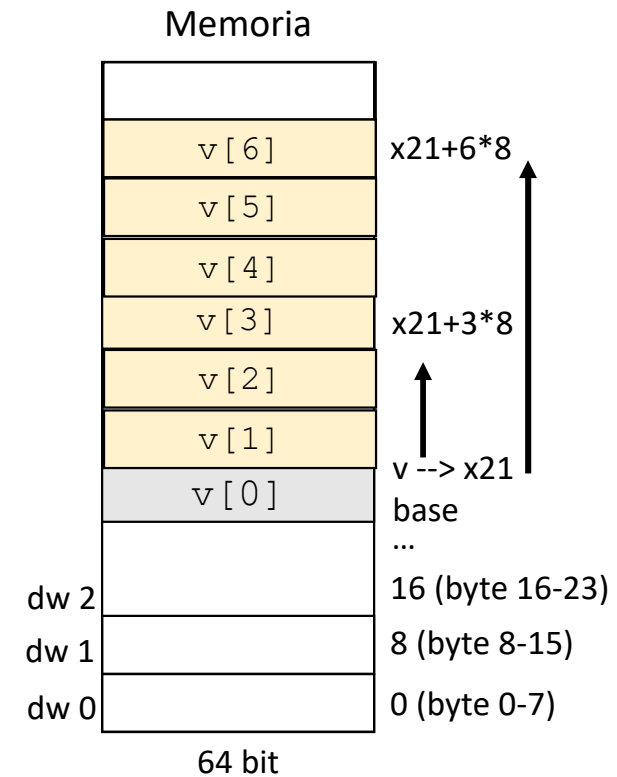 Memoria
v[6] x21+6*8
v[5]
v[4]
v[3] x21+3*8
v[2]
v[1]
v --> x21
v[0] base
...
dw 2 16 (byte 16-23)
dw 1 8 (byte 8-15)
dw 0 0 (byte 0-7)
64 bit